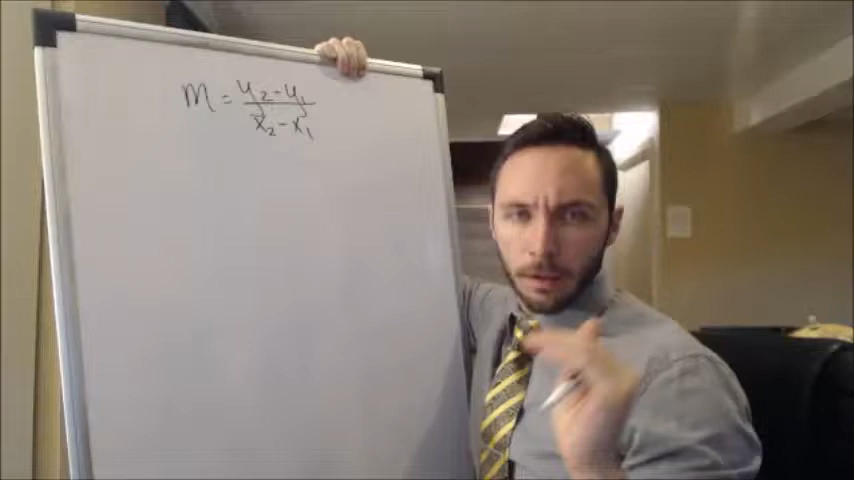 m = y₂ - y₁
x₂ - x₁